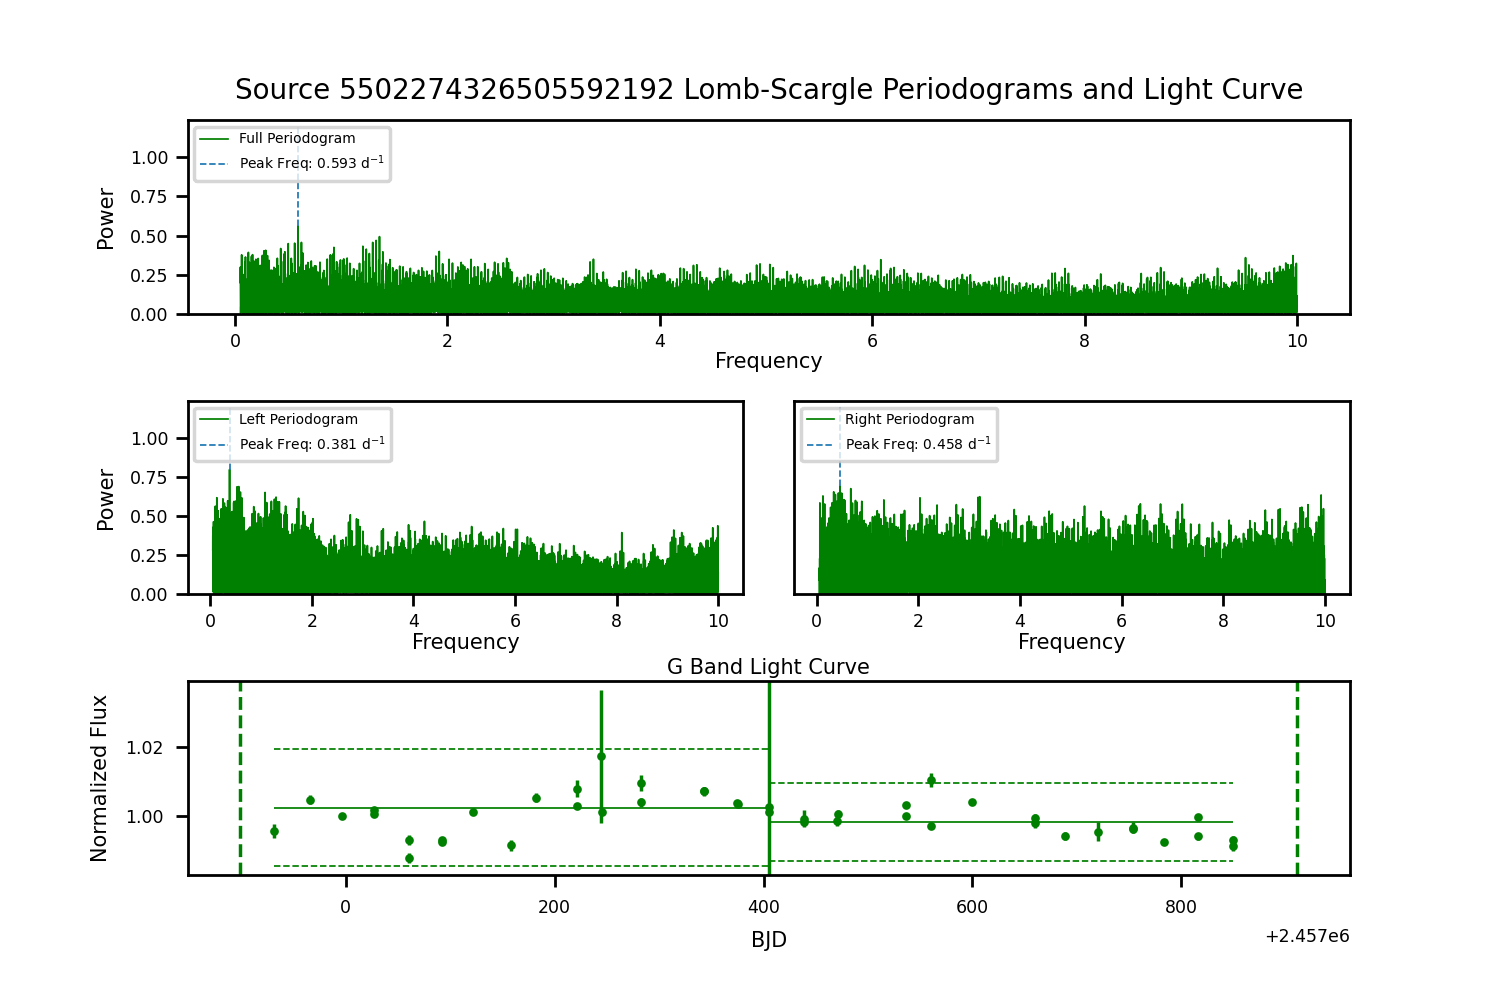 Source 5502274326505592192 Lomb-Scargle Periodograms and Light Curve
Full Periodogram
Peak Freq: 0.593 d⁻¹
Power
1.00
0.75
0.50
0.25
0.00
0 2 4 6 8 10
Frequency
Left Periodogram
Peak Freq: 0.381 d⁻¹
Power
1.00
0.75
0.50
0.25
0.00
0 2 4 6 8 10
Frequency
Right Periodogram
Peak Freq: 0.458 d⁻¹
0 2 4 6 8 10
Frequency
G Band Light Curve
Normalized Flux
1.02
1.00
0 200 400 600 800
BJD
+2.457e6